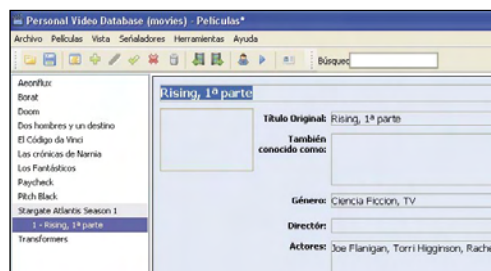 Personal Video Database (movies) - Películas*
Archivo Películas Vista Señaladores Herramientas Ayuda
Búsqued
Aeonflux
Borat
Doom
Dos hombres y un destino
El Código da Vinci
Las crónicas de Narnia
Los Fantásticos
Paycheck
Pitch Black
Stargate Atlantis Season 1
1 - Rising, 1ª parte
Transformers
Rising, 1ª parte
Título Original: Rising, 1ª parte
También
conocido como:
Género: Ciencia Ficcion, TV
Directór:
Actores: Joe Flanigan, Torri Higginson, Rache